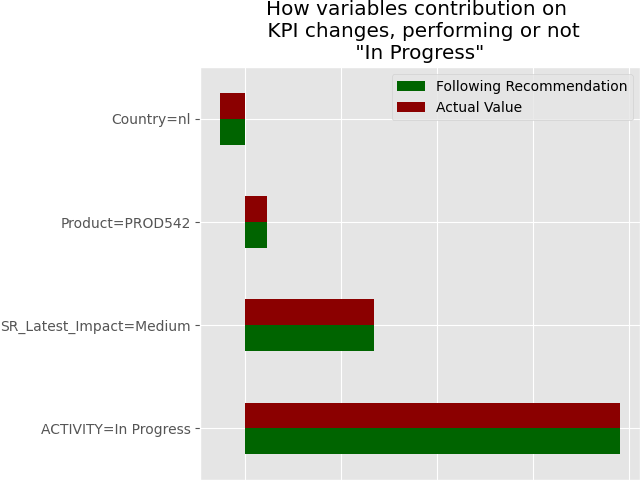 How variables contribution on
KPI changes, performing or not
"In Progress"
Following Recommendation
Actual Value
Country=nl
Product=PROD542
SR_Latest_Impact=Medium
ACTIVITY=In Progress